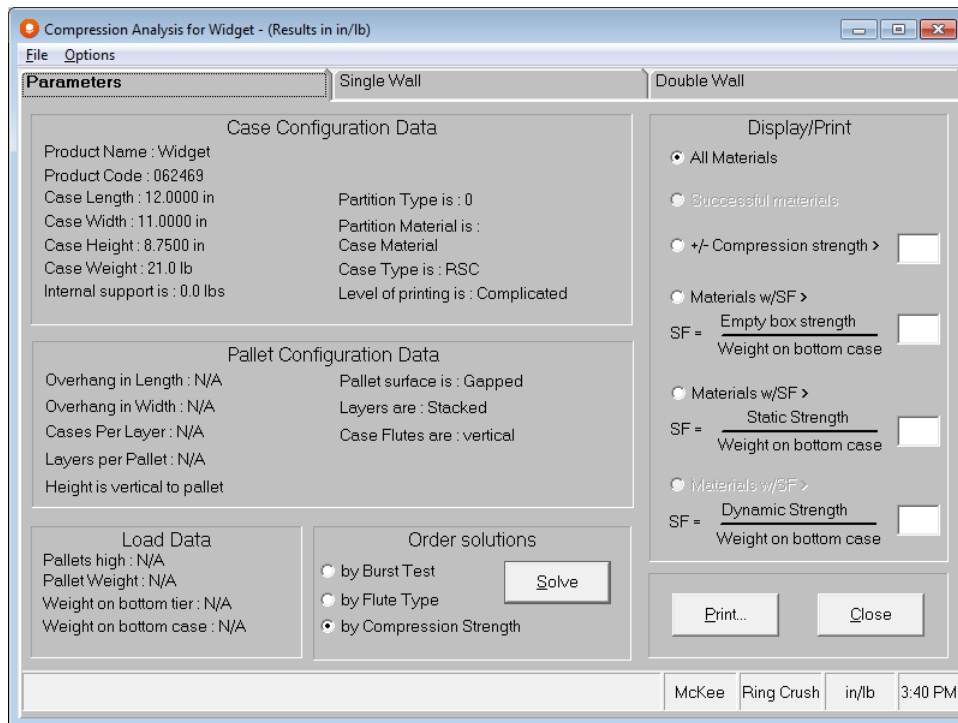 Compression Analysis for Widget - (Results in in/lb)
File Options
Parameters
Single Wall
Double Wall
Case Configuration Data
Product Name : Widget
Product Code : 062469
Case Length : 12.0000 in
Case Width : 11.0000 in
Case Height : 8.7500 in
Case Weight : 21.0 lb
Internal support is : 0.0 lbs
Partition Type is : 0
Partition Material is :
Case Material
Case Type is : RSC
Level of printing is : Complicated
Pallet Configuration Data
Overhang in Length : N/A
Overhang in Width : N/A
Cases Per Layer : N/A
Layers per Pallet : N/A
Height is vertical to pallet
Pallet surface is : Gapped
Layers are : Stacked
Case Flutes are : vertical
Load Data
Pallets high : N/A
Pallet Weight : N/A
Weight on bottom tier : N/A
Weight on bottom case : N/A
Order solutions
by Burst Test
by Flute Type
by Compression Strength
Solve
Display/Print
All Materials
Successful materials
+/- Compression strength >
Materials w/SF >
SF = Empty box strength
Weight on bottom case
Materials w/SF >
SF = Static Strength
Weight on bottom case
Materials w/SF >
SF = Dynamic Strength
Weight on bottom case
Print...
Close
McKee
Ring Crush
in/lb
3:40 PM